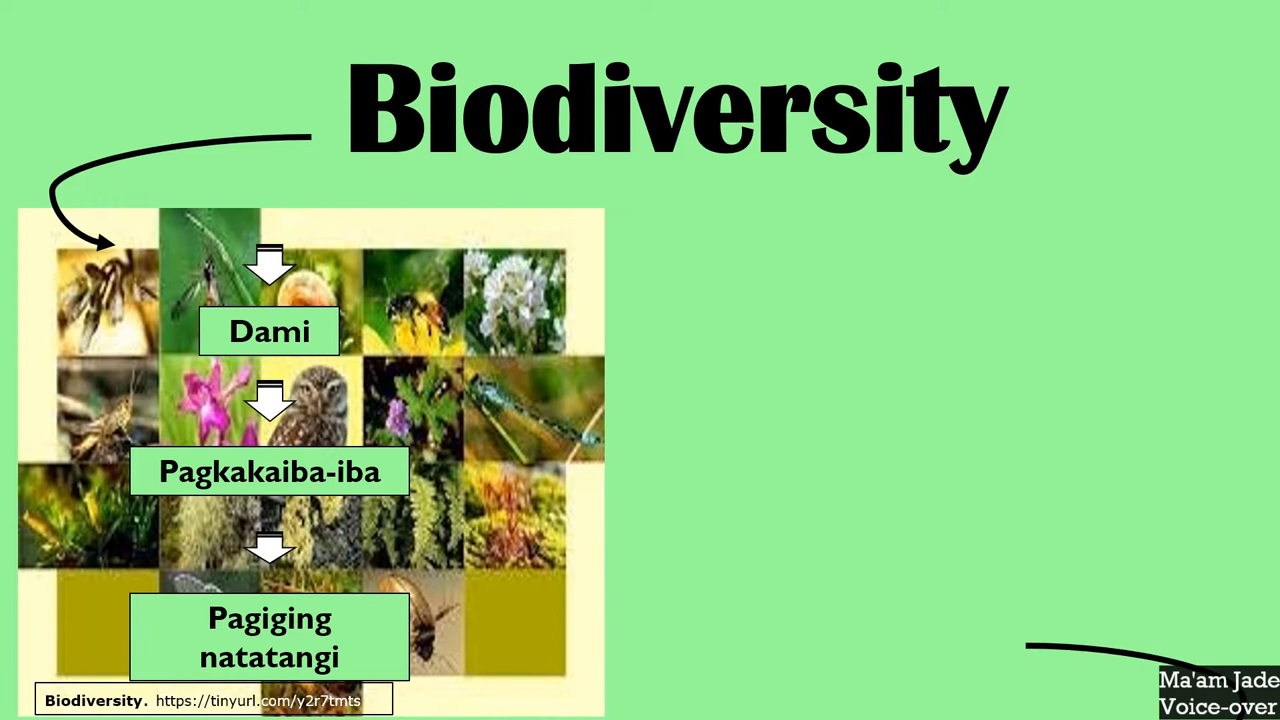 Biodiversity
Dami
Pagkakaiba-iba
Pagiging
natatangi
Biodiversity. https://tinyurl.com/y2r7tmts
Ma'am Jade
Voice-over